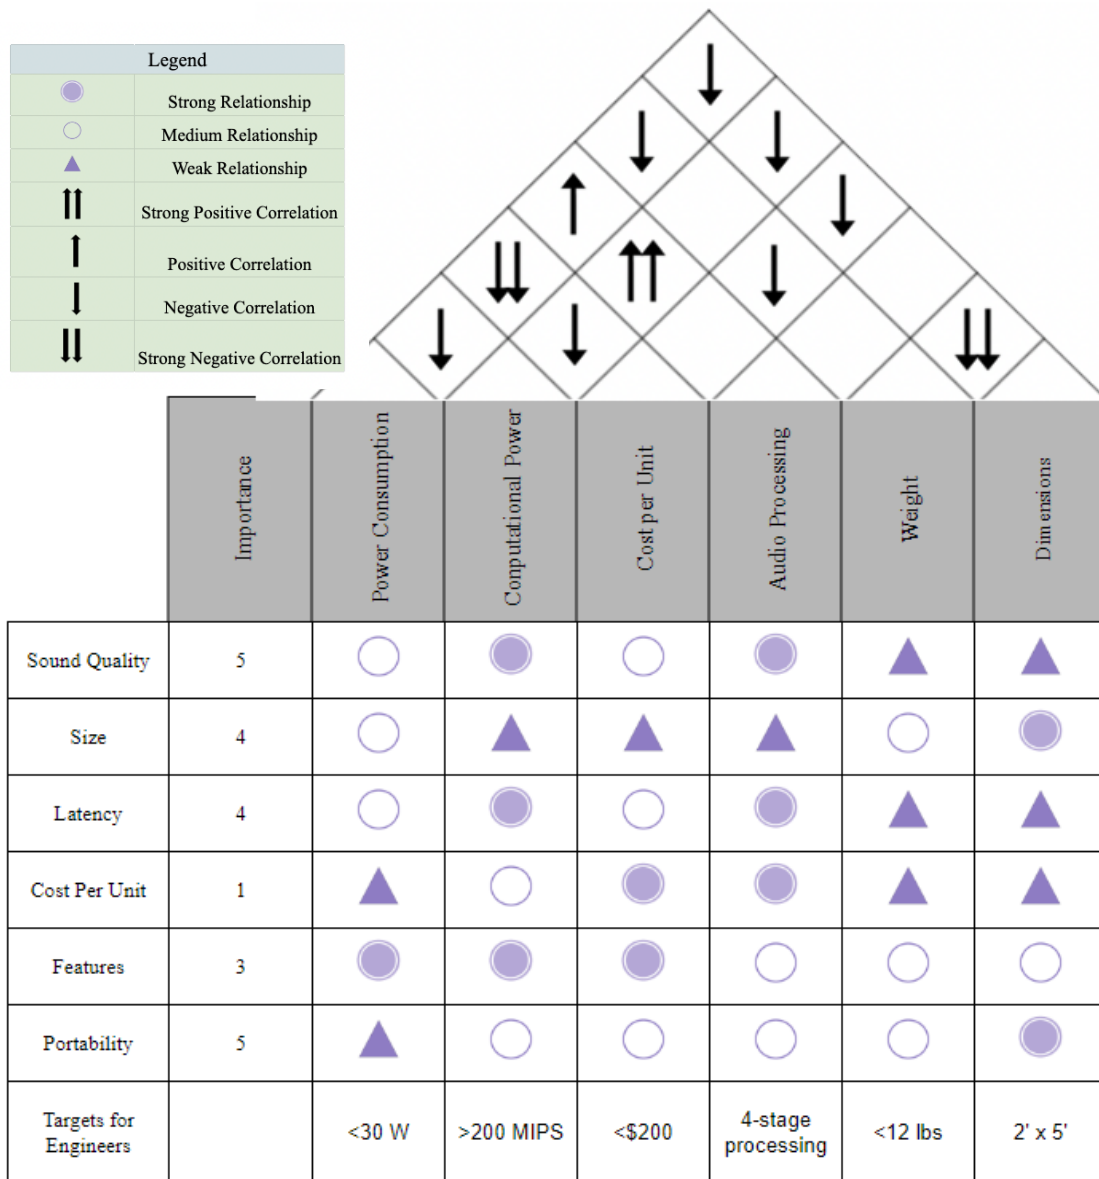 Legend
Strong Relationship
Medium Relationship
Weak Relationship
Strong Positive Correlation
Positive Correlation
Negative Correlation
Strong Negative Correlation
Importance
Power Consumption
Conputational Power
Cost per Unit
Audio Processing
Weight
Dimensions
Sound Quality 5
Size 4
Latency 4
Cost Per Unit 1
Features 3
Portability 5
Targets for
Engineers
<30 W
>200 MIPS
<$200
4-stage
processing
<12 lbs
2' x 5'